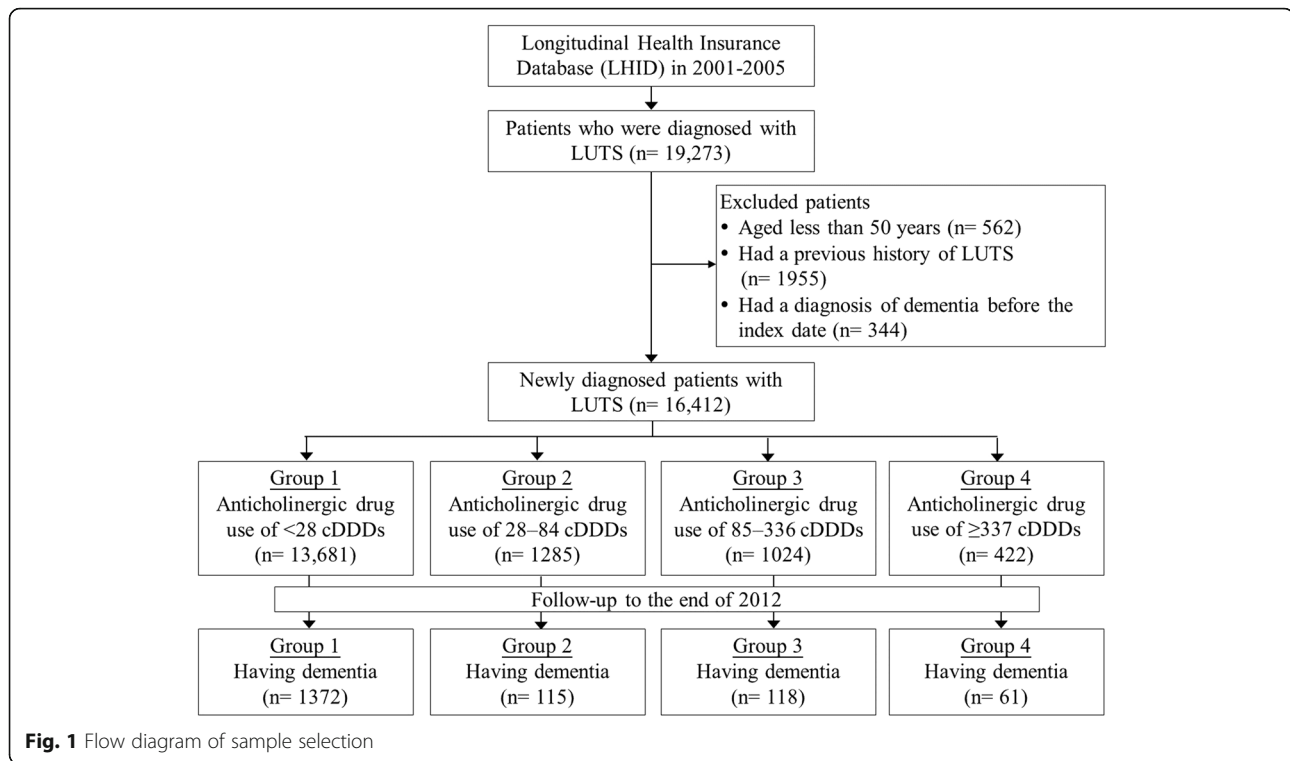 Longitudinal Health Insurance
Database (LHID) in 2001-2005
Patients who were diagnosed with
LUTS (n= 19,273)
Excluded patients
• Aged less than 50 years (n= 562)
• Had a previous history of LUTS
(n= 1955)
• Had a diagnosis of dementia before the
index date (n= 344)
Newly diagnosed patients with
LUTS (n= 16,412)
Group 1
Anticholinergic drug
use of <28 cDDDs
(n= 13,681)
Group 2
Anticholinergic drug
use of 28–84 cDDDs
(n= 1285)
Group 3
Anticholinergic drug
use of 85–336 cDDDs
(n= 1024)
Group 4
Anticholinergic drug
use of ≥337 cDDDs
(n= 422)
Follow-up to the end of 2012
Group 1
Having dementia
(n= 1372)
Group 2
Having dementia
(n= 115)
Group 3
Having dementia
(n= 118)
Group 4
Having dementia
(n= 61)
Fig. 1 Flow diagram of sample selection